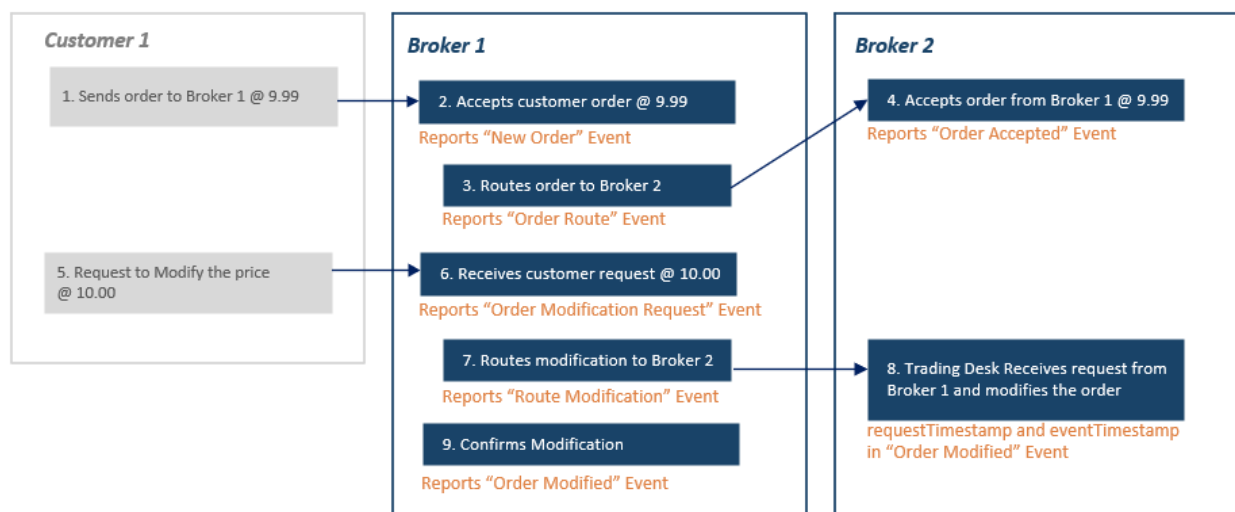 Customer 1
1. Sends order to Broker 1 @ 9.99
5. Request to Modify the price
@ 10.00
Broker 1
2. Accepts customer order @ 9.99
Reports “New Order” Event
3. Routes order to Broker 2
Reports “Order Route” Event
6. Receives customer request @ 10.00
Reports “Order Modification Request” Event
7. Routes modification to Broker 2
Reports “Route Modification” Event
9. Confirms Modification
Reports “Order Modified” Event
Broker 2
4. Accepts order from Broker 1 @ 9.99
Reports “Order Accepted” Event
8. Trading Desk Receives request from
Broker 1 and modifies the order
requestTimestamp and eventTimestamp
in “Order Modified” Event